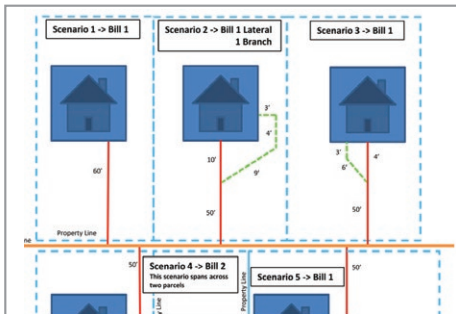 Scenario 1 -> Bill 1
Scenario 2 -> Bill 1 Lateral
1 Branch
Scenario 3 -> Bill 1
3'
4'
10'
9'
60'
50'
3'
6'
4'
50'
Property Line
ne
50'
Scenario 4 -> Bill 2
This scenario spans across
two parcels
Property Line
Property Line
Scenario 5 -> Bill 1
50'